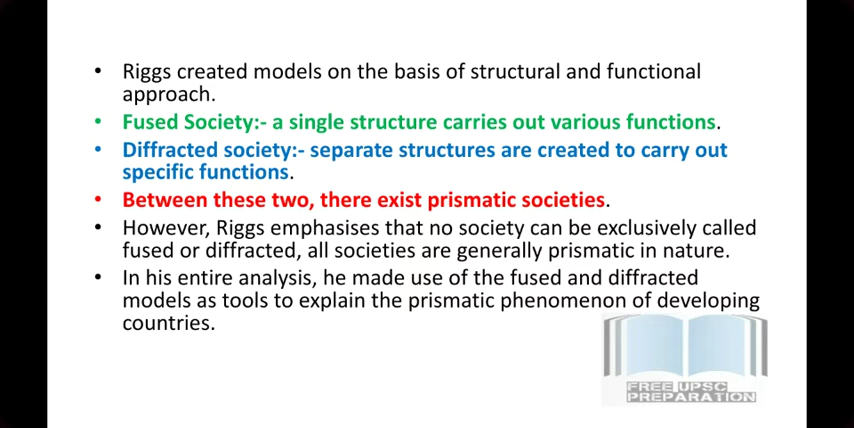 • Riggs created models on the basis of structural and functional
approach.
• Fused Society:- a single structure carries out various functions.
• Diffracted society:- separate structures are created to carry out
specific functions.
• Between these two, there exist prismatic societies.
• However, Riggs emphasises that no society can be exclusively called
fused or diffracted, all societies are generally prismatic in nature.
• In his entire analysis, he made use of the fused and diffracted
models as tools to explain the prismatic phenomenon of developing
countries.
FREE UPSC
PREPARATION